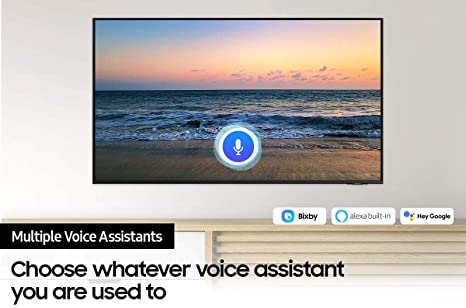 Bixby
alexa built-in
Hey Google
Multiple Voice Assistants
Choose whatever voice assistant
you are used to